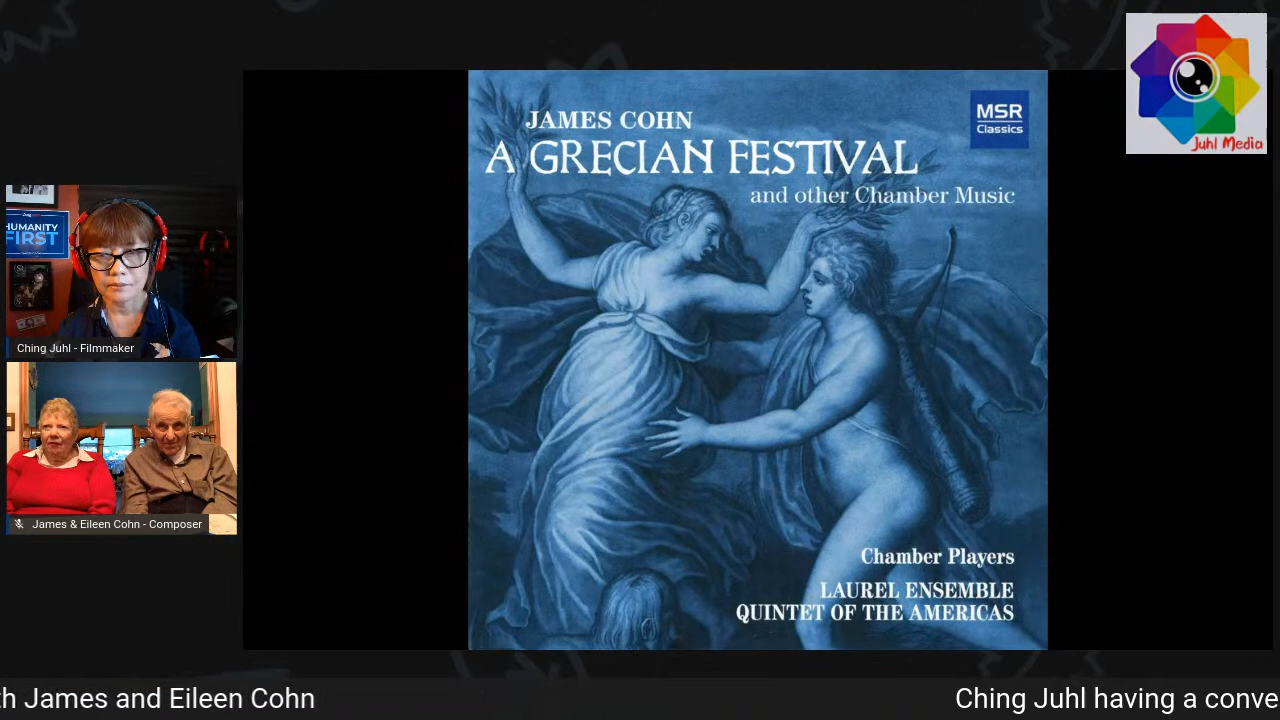 JAMES COHN
A GRECIAN FESTIVAL
and other Chamber Music
MSR
Classics
Juhl Media
HUMANITY
FIRST
Ching Juhl - Filmmaker
James & Eileen Cohn - Composer
Chamber Players
LAUREL ENSEMBLE
QUINTET OF THE AMERICAS
th James and Eileen Cohn
Ching Juhl having a conve